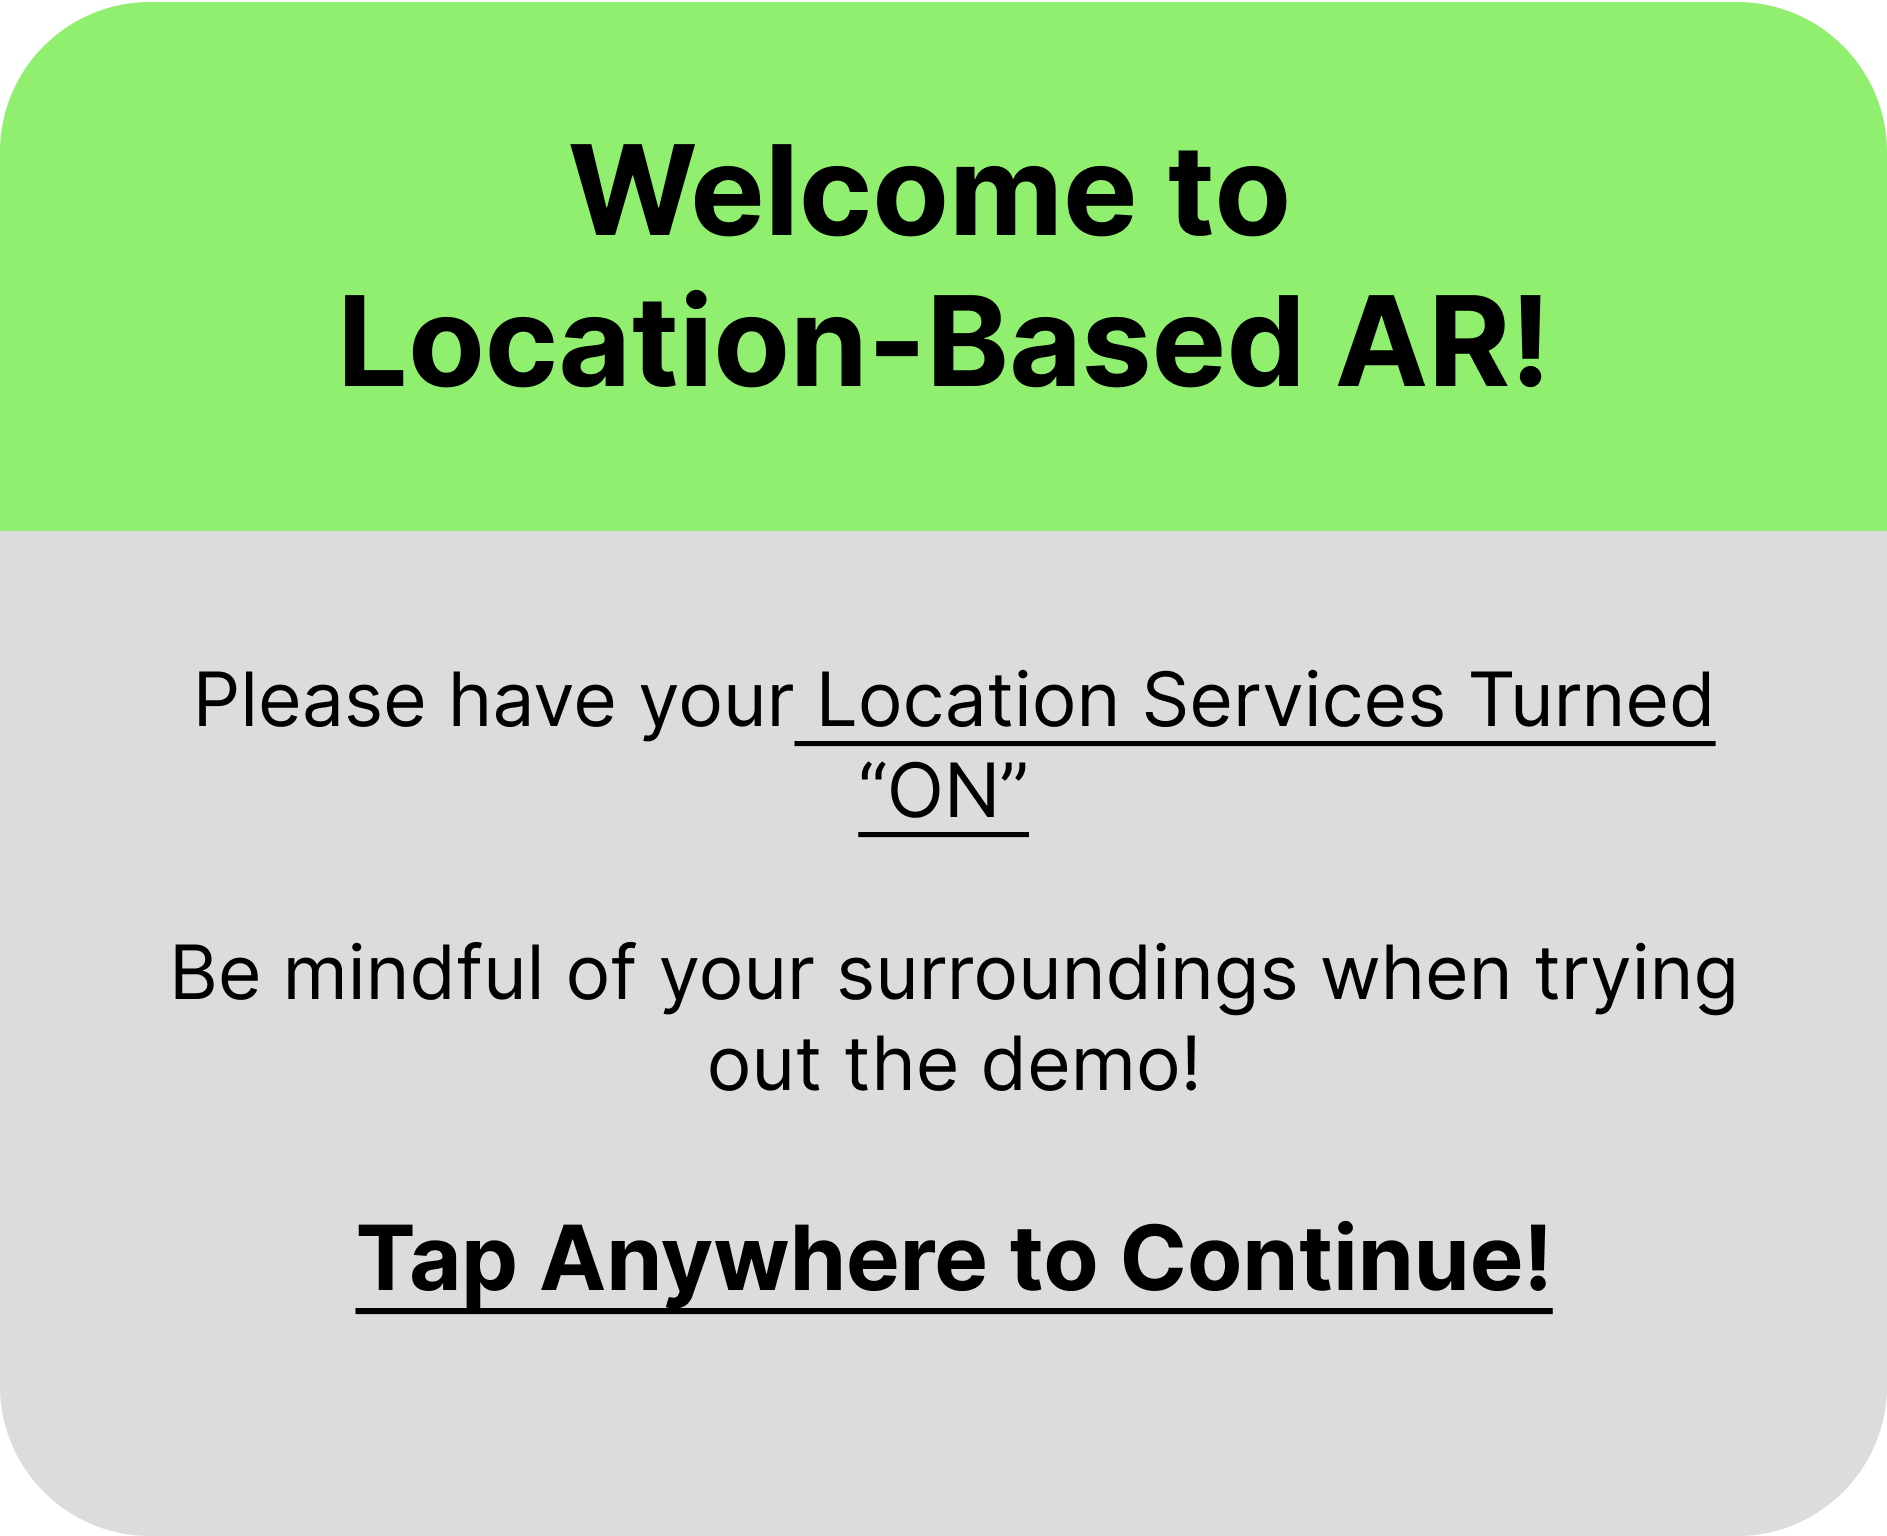 Welcome to
Location-Based AR!
Please have your Location Services Turned
“ON”
Be mindful of your surroundings when trying
out the demo!
Tap Anywhere to Continue!